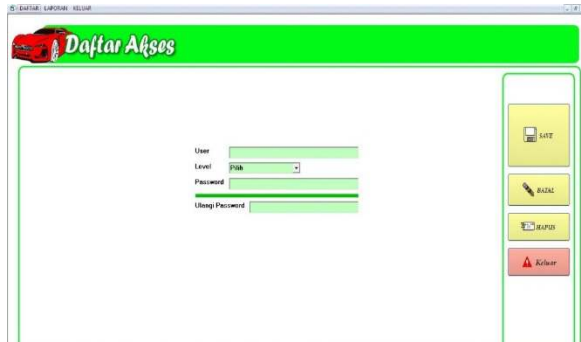 DAFTAR LAPORAN KELUAR
Daftar Akses
User
Level Pilih
Password
Ulangi Password
SAVE
BATAL
HAPUS
Keluar